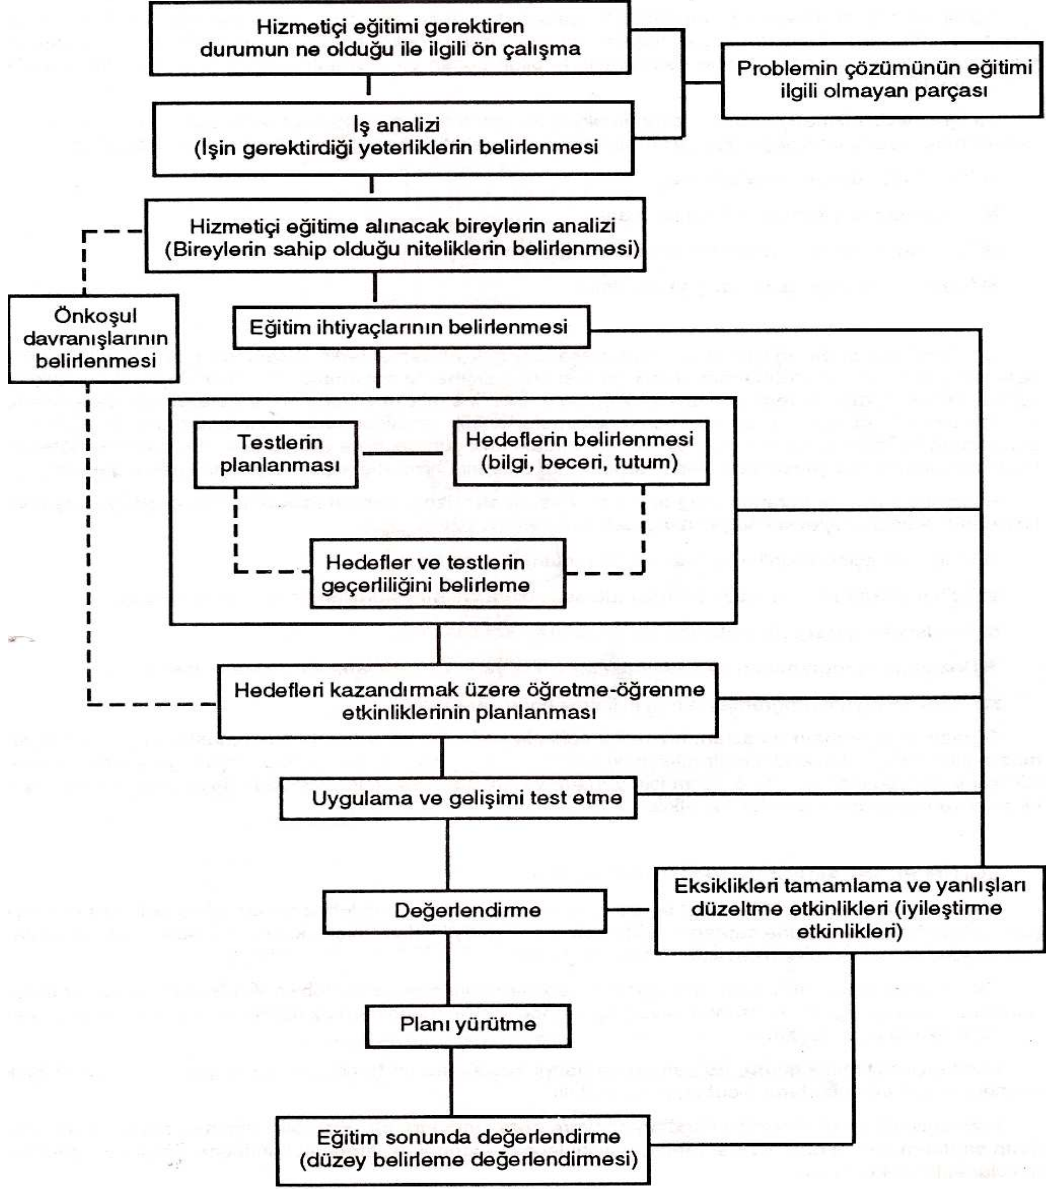 Hizmetiçi eğitimi gerektiren
durumun ne olduğu ile ilgili ön çalışma
Problemin çözümünün eğitimi
ilgili olmayan parçası
İş analizi
(İşin gerektirdiği yeterliklerin belirlenmesi
Hizmetiçi eğitime alınacak bireylerin analizi
(Bireylerin sahip olduğu niteliklerin belirlenmesi)
Önkoşul
davranışlarının
belirlenmesi
Eğitim ihtiyaçlarının belirlenmesi
Testlerin
planlanması
Hedeflerin belirlenmesi
(bilgi, beceri, tutum)
Hedefler ve testlerin
geçerliliğini belirleme
Hedefleri kazandırmak üzere öğretme-öğrenme
etkinliklerinin planlanması
Uygulama ve gelişimi test etme
Değerlendirme
Eksiklikleri tamamlama ve yanlışları
düzeltme etkinlikleri (iyileştirme
etkinlikleri)
Planı yürütme
Eğitim sonunda değerlendirme
(düzey belirleme değerlendirmesi)